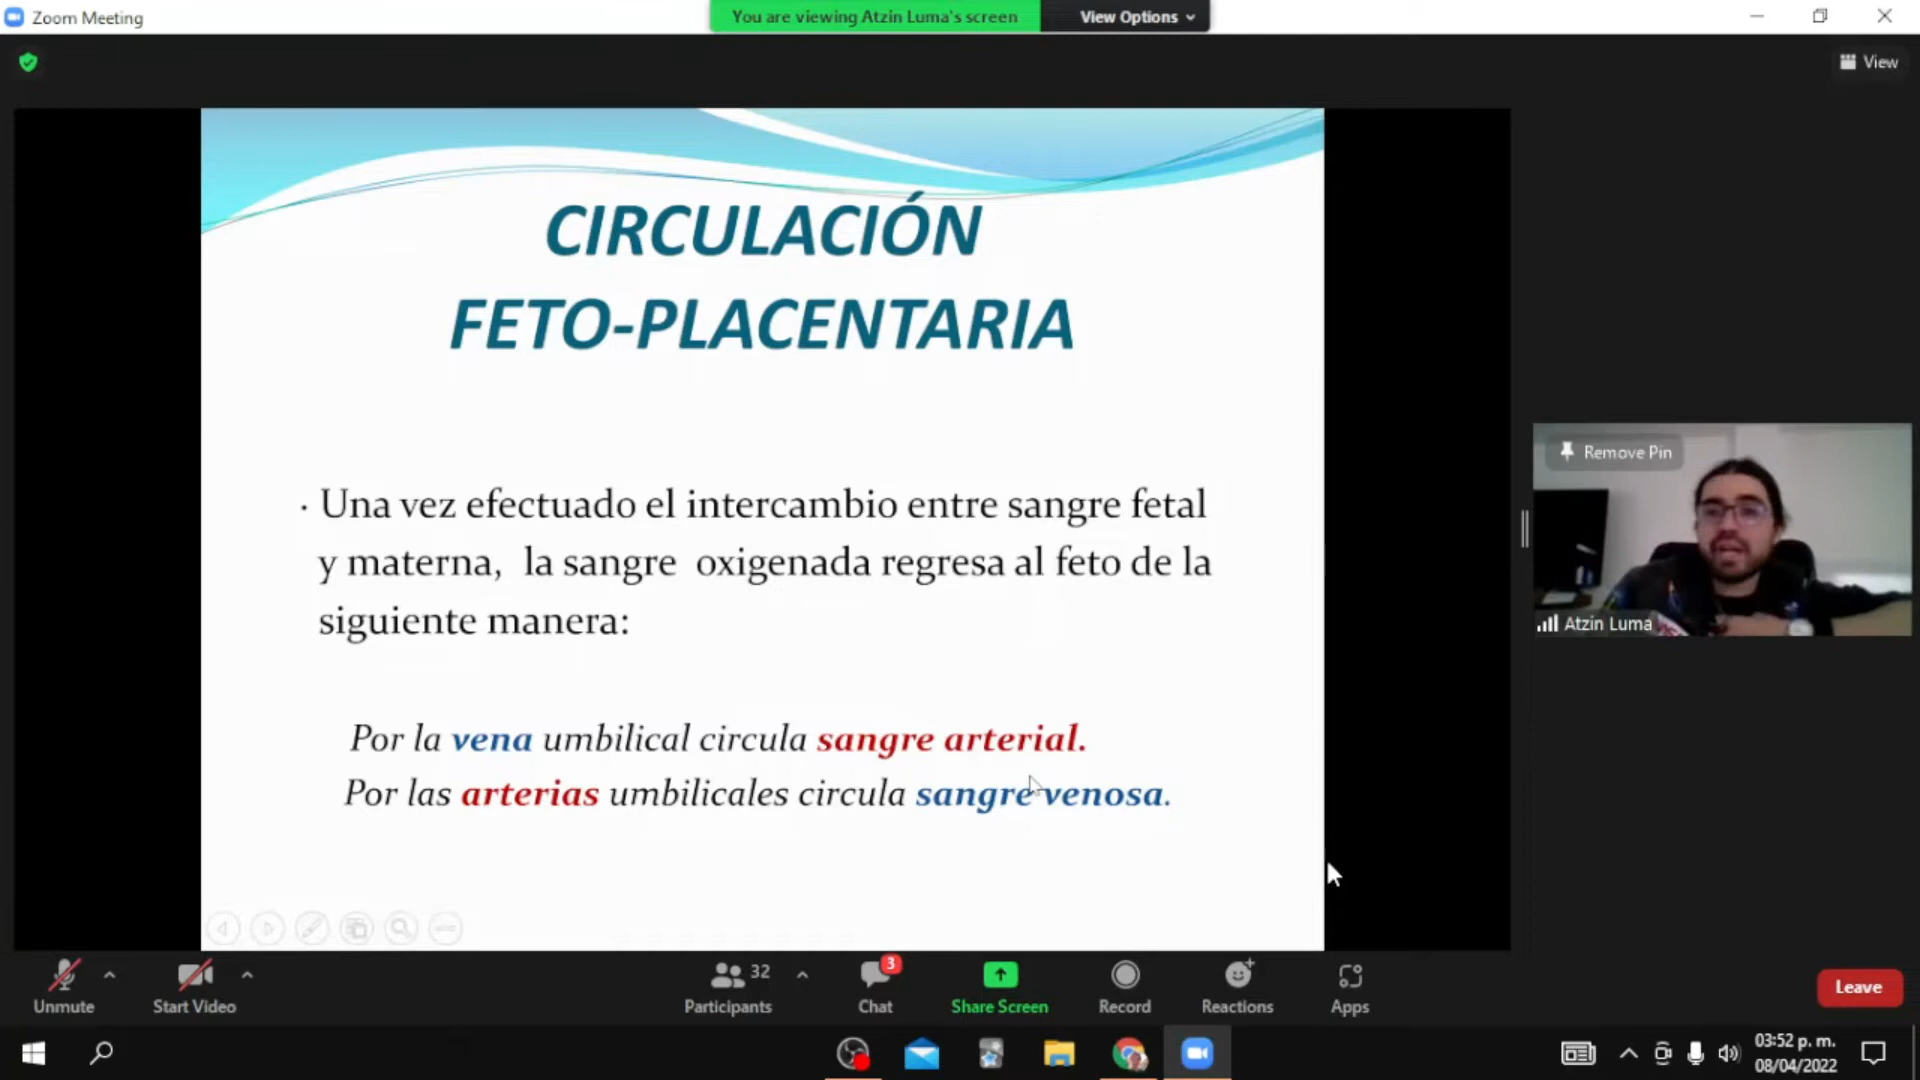 Zoom Meeting
You are viewing Atzin Luma's screen
View Options
View
CIRCULACIÓN
FETO-PLACENTARIA
· Una vez efectuado el intercambio entre sangre fetal
y materna, la sangre oxigenada regresa al feto de la
siguiente manera:
Por la vena umbilical circula sangre arterial.
Por las arterias umbilicales circula sangre venosa.
Remove Pin
Atzin Luma
Unmute
Start Video
32
Participants
3
Chat
Share Screen
Record
Reactions
Apps
Leave
03:52 p. m.
08/04/2022